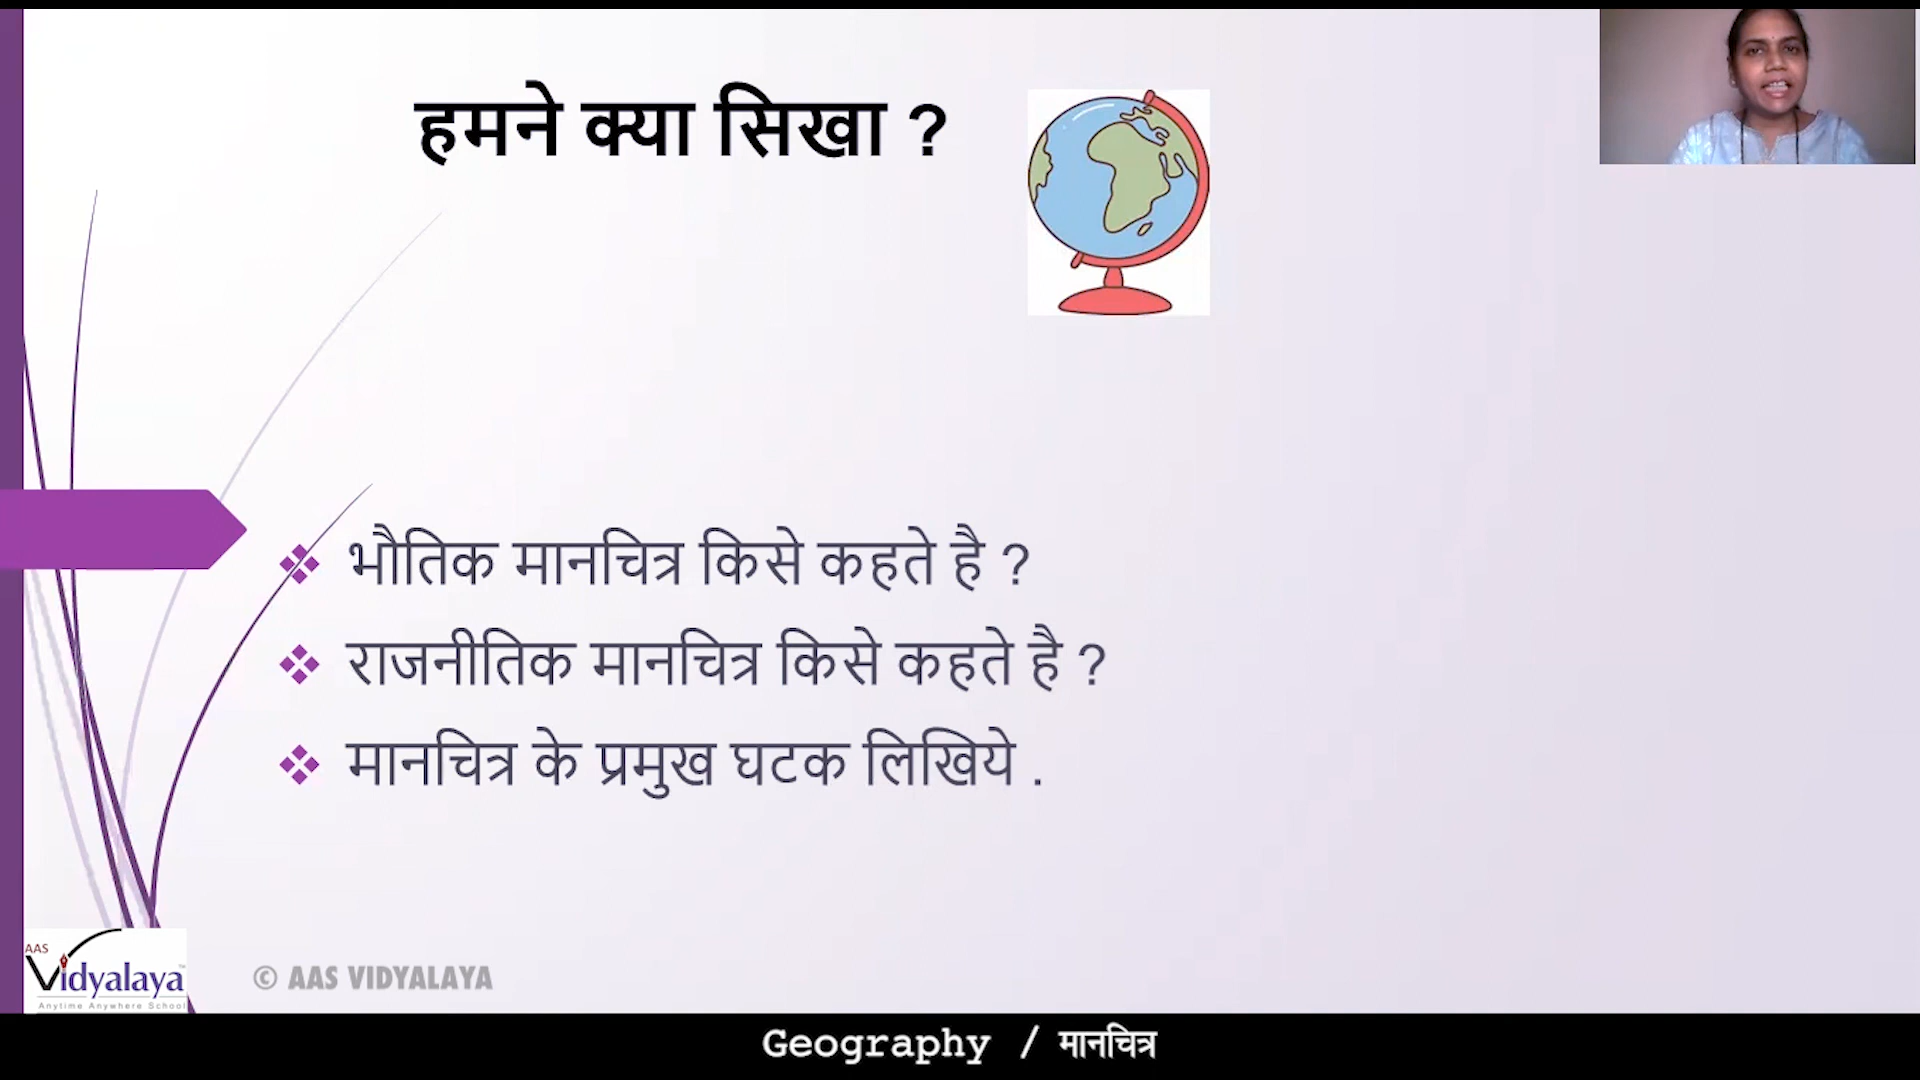 हमने क्या सिखा ?
भौतिक मानचित्र किसे कहते है ?
राजनीतिक मानचित्र किसे कहते है ?
मानचित्र के प्रमुख घटक लिखिये .
AAS
Vidyalaya
Anytime Anywhere School
© AAS VIDYALAYA
Geography / मानचित्र